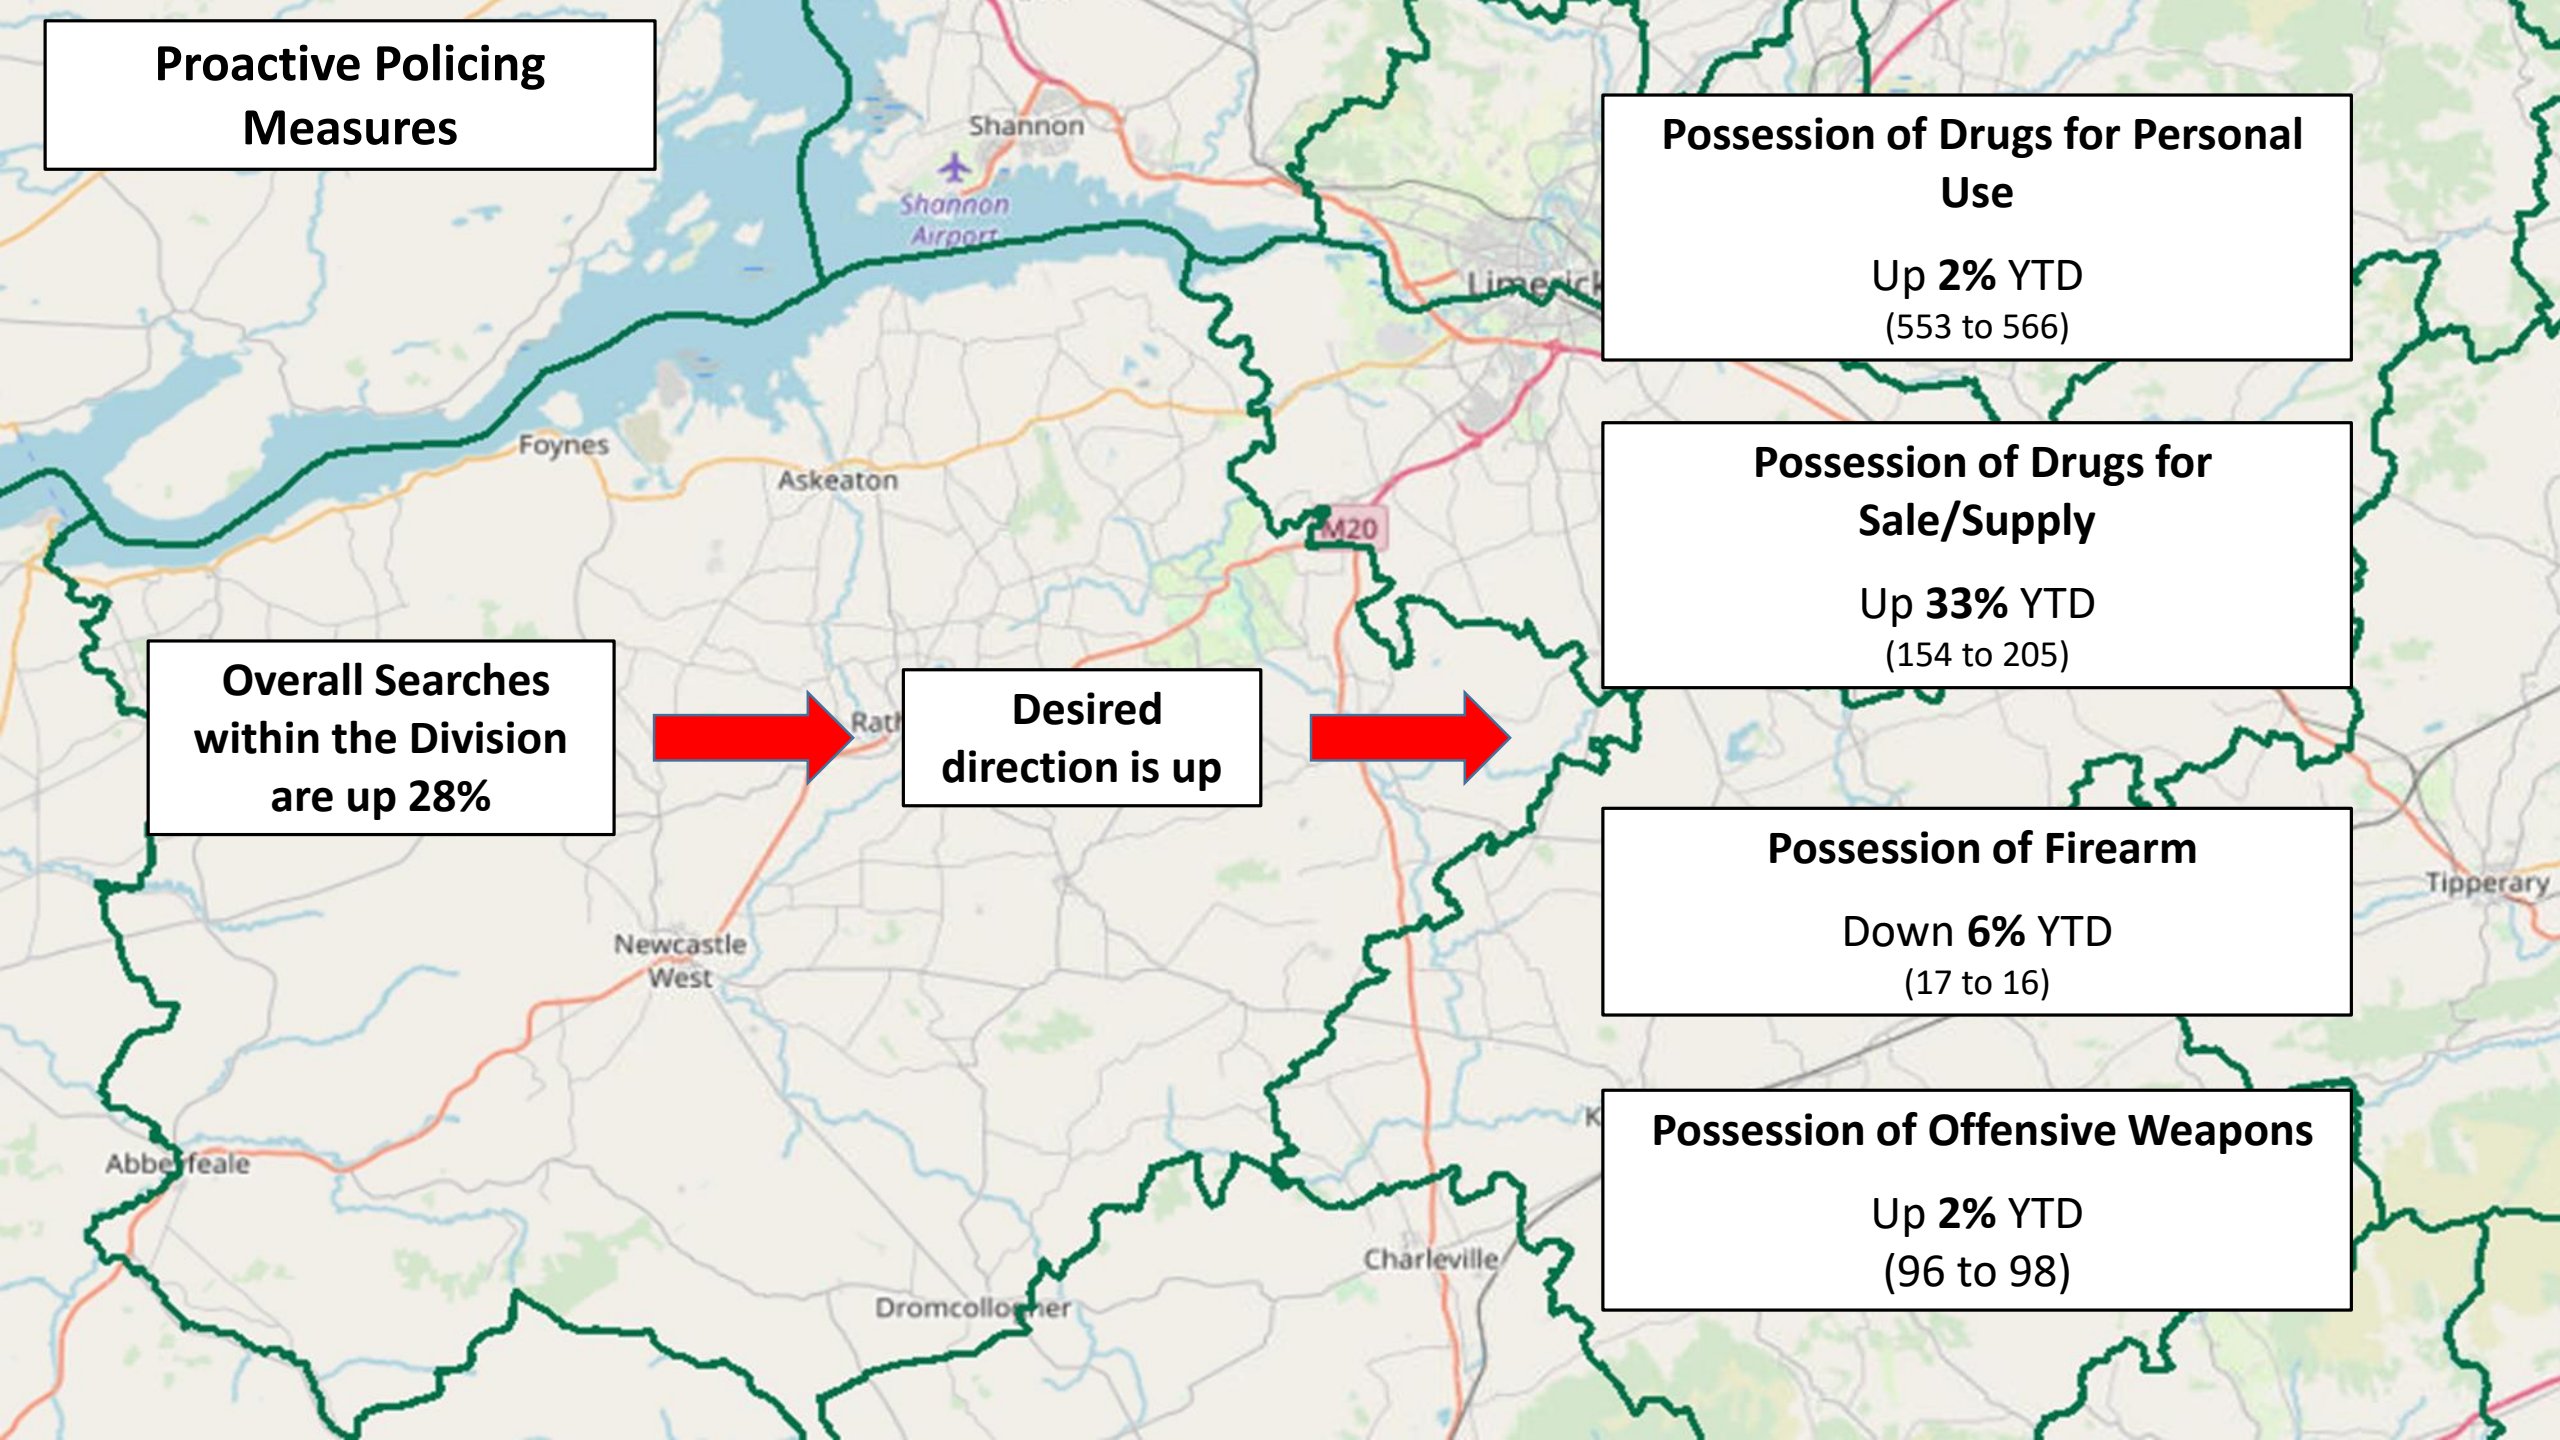 Proactive Policing
Measures
Shannon
Shannon
Airport
Limerick
Foynes
Askeaton
M20
Newcastle
West
Tipperary
Abbeyfeale
Charleville
Dromcollogher
Overall Searches
within the Division
are up 28%
Desired
direction is up
Possession of Drugs for Personal
Use
Up 2% YTD
(553 to 566)
Possession of Drugs for
Sale/Supply
Up 33% YTD
(154 to 205)
Possession of Firearm
Down 6% YTD
(17 to 16)
Possession of Offensive Weapons
Up 2% YTD
(96 to 98)